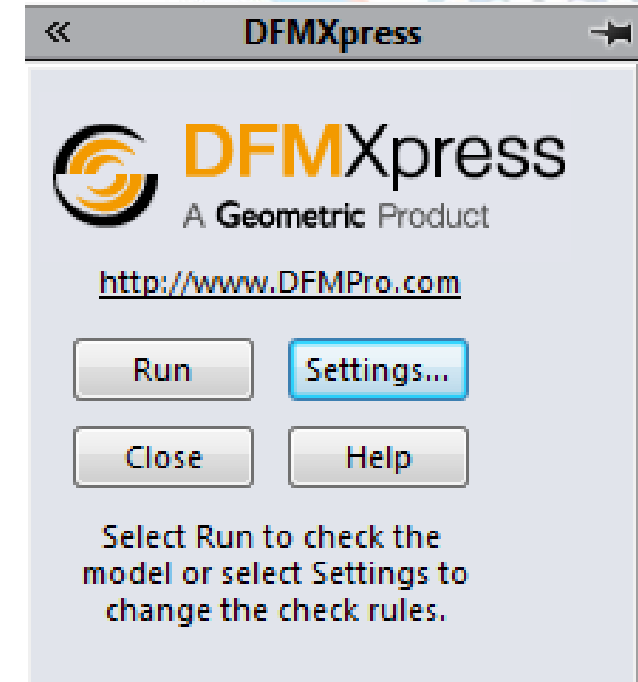 DFMXpress
DFMXpress
A Geometric Product
http://www.DFMPro.com
Run Settings...
Close Help
Select Run to check the
model or select Settings to
change the check rules.